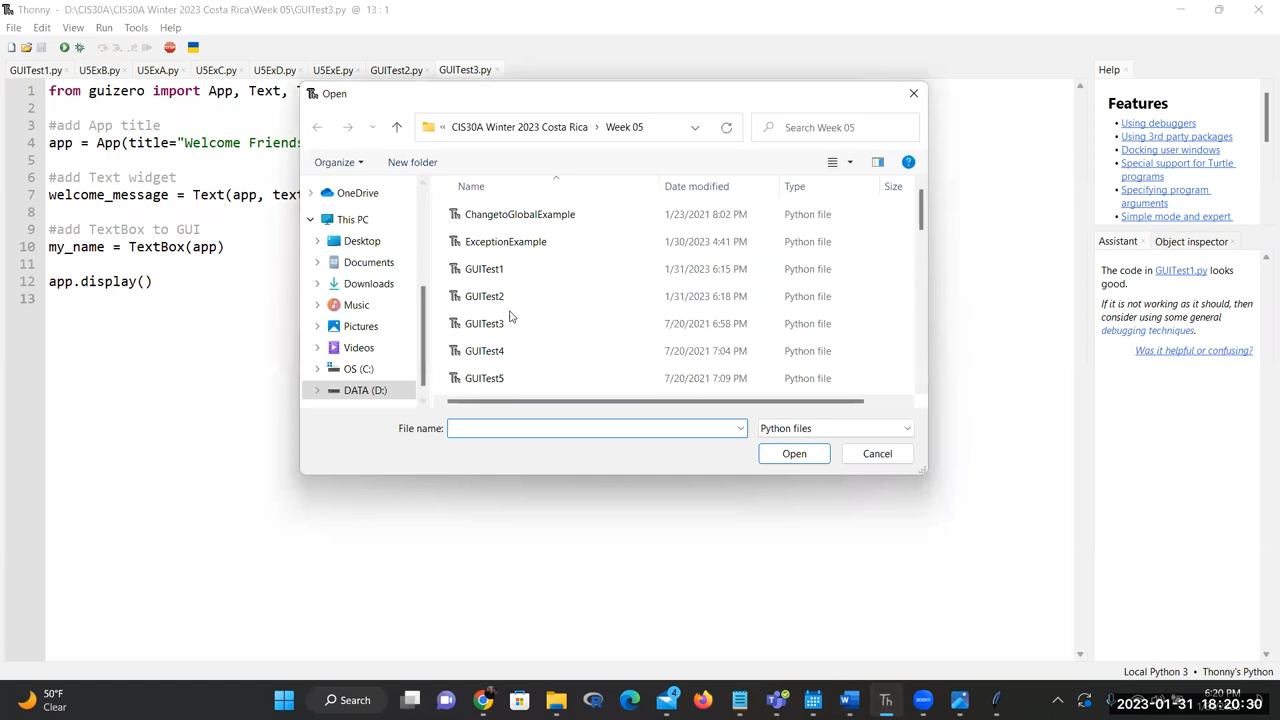 Thonny - D:\CIS30A\CIS30A Winter 2023 Costa Rica\Week 05\GUITest3.py @ 13 : 1
File Edit View Run Tools Help
STOP
GUITest1.py × U5ExB.py × U5ExA.py × U5ExC.py × U5ExD.py × U5ExE.py × GUITest2.py × GUITest3.py ×
1 from guizero import App, Text,
2
3 #add App title
4 app = App(title="Welcome Friends
5
6 #add Text widget
7 welcome_message = Text(app, text
8
9 #add TextBox to GUI
10 my_name = TextBox(app)
11
12 app.display()
13
Open
« CIS30A Winter 2023 Costa Rica › Week 05
Search Week 05
Organize New folder
OneDrive
This PC
Desktop
Documents
Downloads
Music
Pictures
Videos
OS (C:)
DATA (D:)
Name Date modified Type Size
ChangetoGlobalExample 1/23/2021 8:02 PM Python file
ExceptionExample 1/30/2023 4:41 PM Python file
GUITest1 1/31/2023 6:15 PM Python file
GUITest2 1/31/2023 6:18 PM Python file
GUITest3 7/20/2021 6:58 PM Python file
GUITest4 7/20/2021 7:04 PM Python file
GUITest5 7/20/2021 7:09 PM Python file
File name: Python files
Open Cancel
Help ×
Features
• Using debuggers
• Using 3rd party packages
• Docking user windows
• Special support for Turtle
programs
• Specifying program
arguments
• Simple mode and expert
Assistant × Object inspector ×
The code in GUITest1.py looks
good.
If it is not working as it should, then
consider using some general
debugging techniques.
Was it helpful or confusing?
Local Python 3 • Thonny's Python
50°F
Clear
Search
4
Th
zoom
6:20 PM
2023-01-31 18:20:30